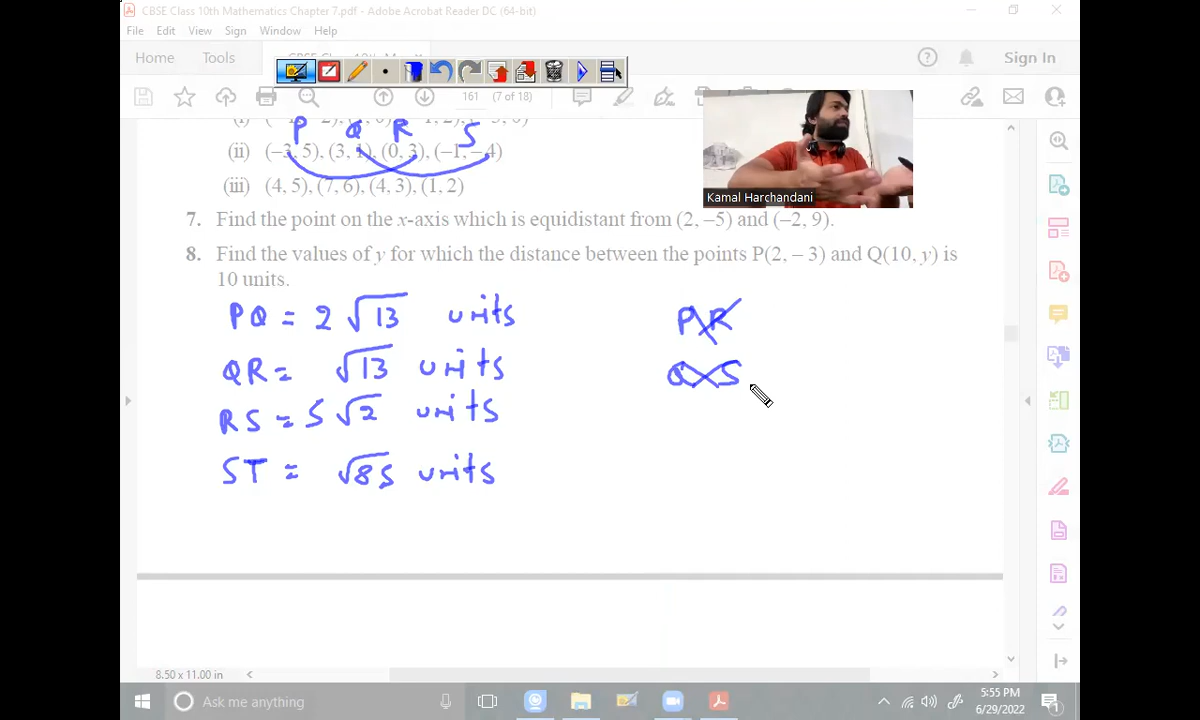 CBSE Class 10th Mathematics Chapter 7.pdf - Adobe Acrobat Reader DC (64-bit)
File Edit View Sign Window Help
Home Tools Sign In
161 (7 of 18)
P Q R S
(ii) (–3, 5), (3, 1), (0, 3), (–1, –4)
(iii) (4, 5), (7, 6), (4, 3), (1, 2)
Kamal Harchandani
7. Find the point on the x-axis which is equidistant from (2, –5) and (–2, 9).
8. Find the values of y for which the distance between the points P(2, – 3) and Q(10, y) is
10 units.
PQ = 2 √13 units
PR
QR = √13 units
QS
RS = 5 √2 units
ST = √85 units
8.50 x 11.00 in
Ask me anything
5:55 PM
6/29/2022